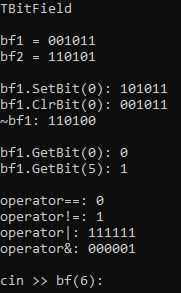 TBitField
bf1 = 001011
bf2 = 110101
bf1.SetBit(0): 101011
bf1.ClrBit(0): 001011
~bf1: 110100
bf1.GetBit(0): 0
bf1.GetBit(5): 1
operator==: 0
operator!=: 1
operator|: 111111
operator&: 000001
cin >> bf(6):